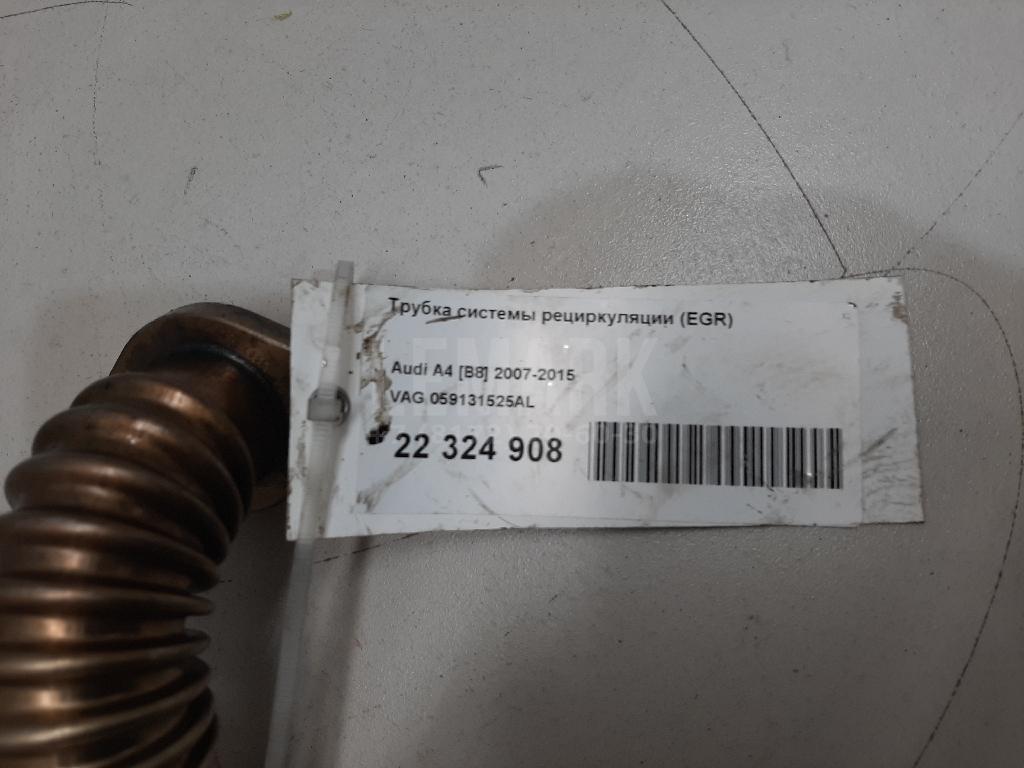 Трубка системы рециркуляции (EGR)
Audi A4 [B8] 2007-2015
VAG 059131525AL
22 324 908